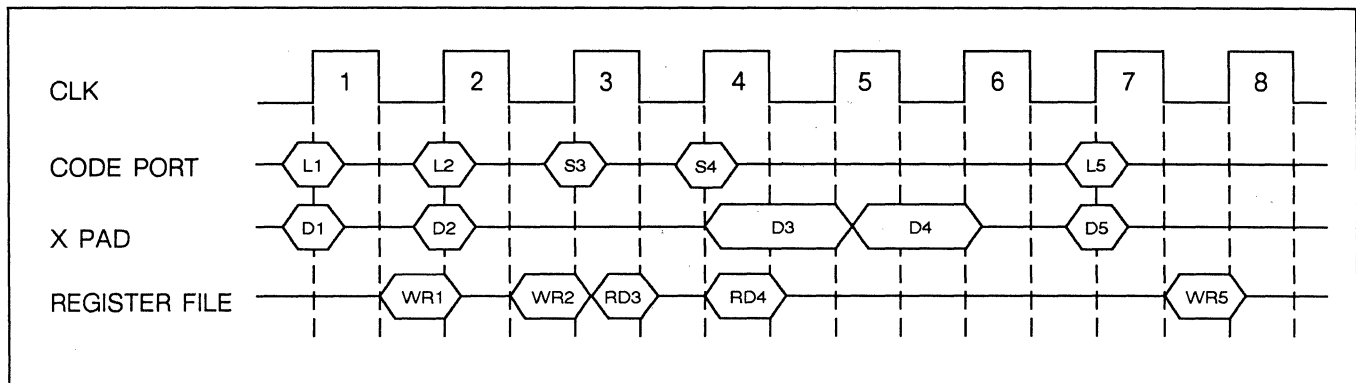 CLK 1 2 3 4 5 6 7 8
CODE PORT L1 L2 S3 S4 L5
X PAD D1 D2 D3 D4 D5
REGISTER FILE WR1 WR2 RD3 RD4 WR5